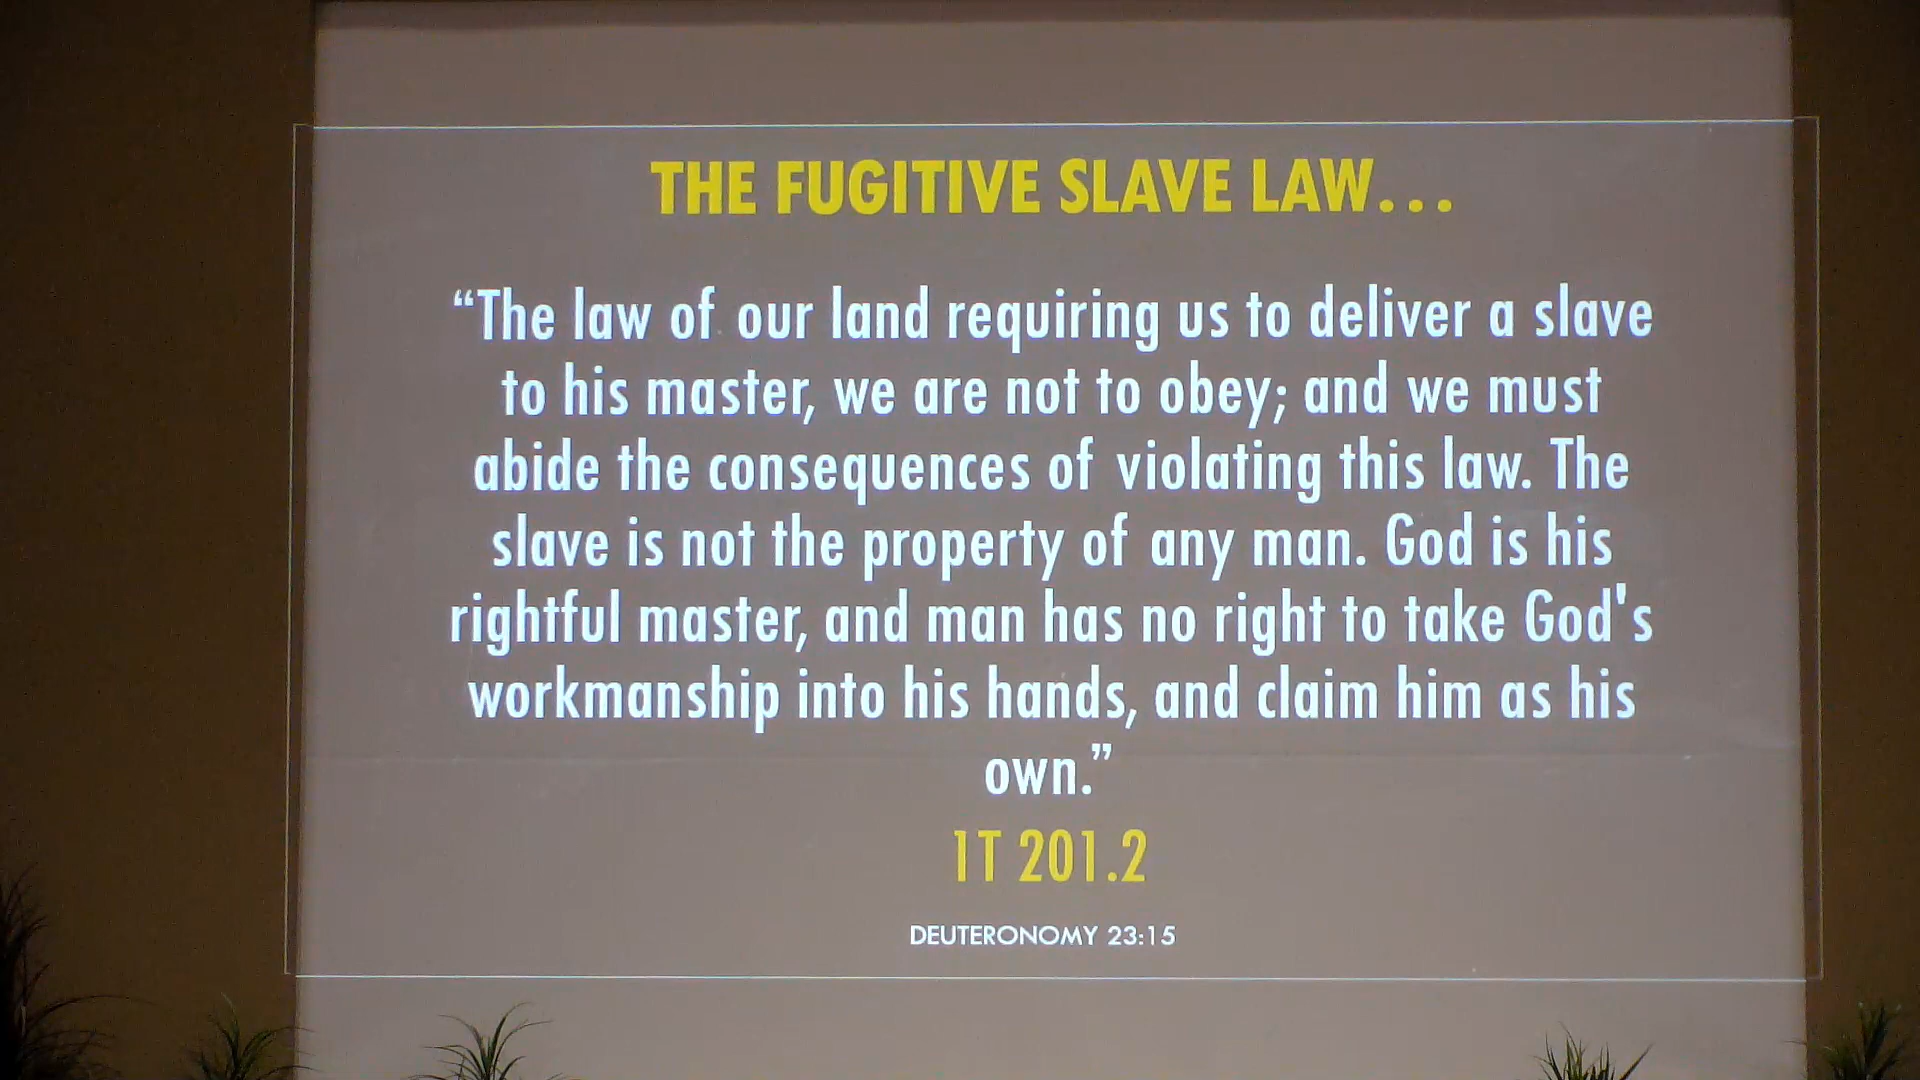 THE FUGITIVE SLAVE LAW...
“The law of our land requiring us to deliver a slave
to his master, we are not to obey; and we must
abide the consequences of violating this law. The
slave is not the property of any man. God is his
rightful master, and man has no right to take God's
workmanship into his hands, and claim him as his
own.”
1T 201.2
DEUTERONOMY 23:15